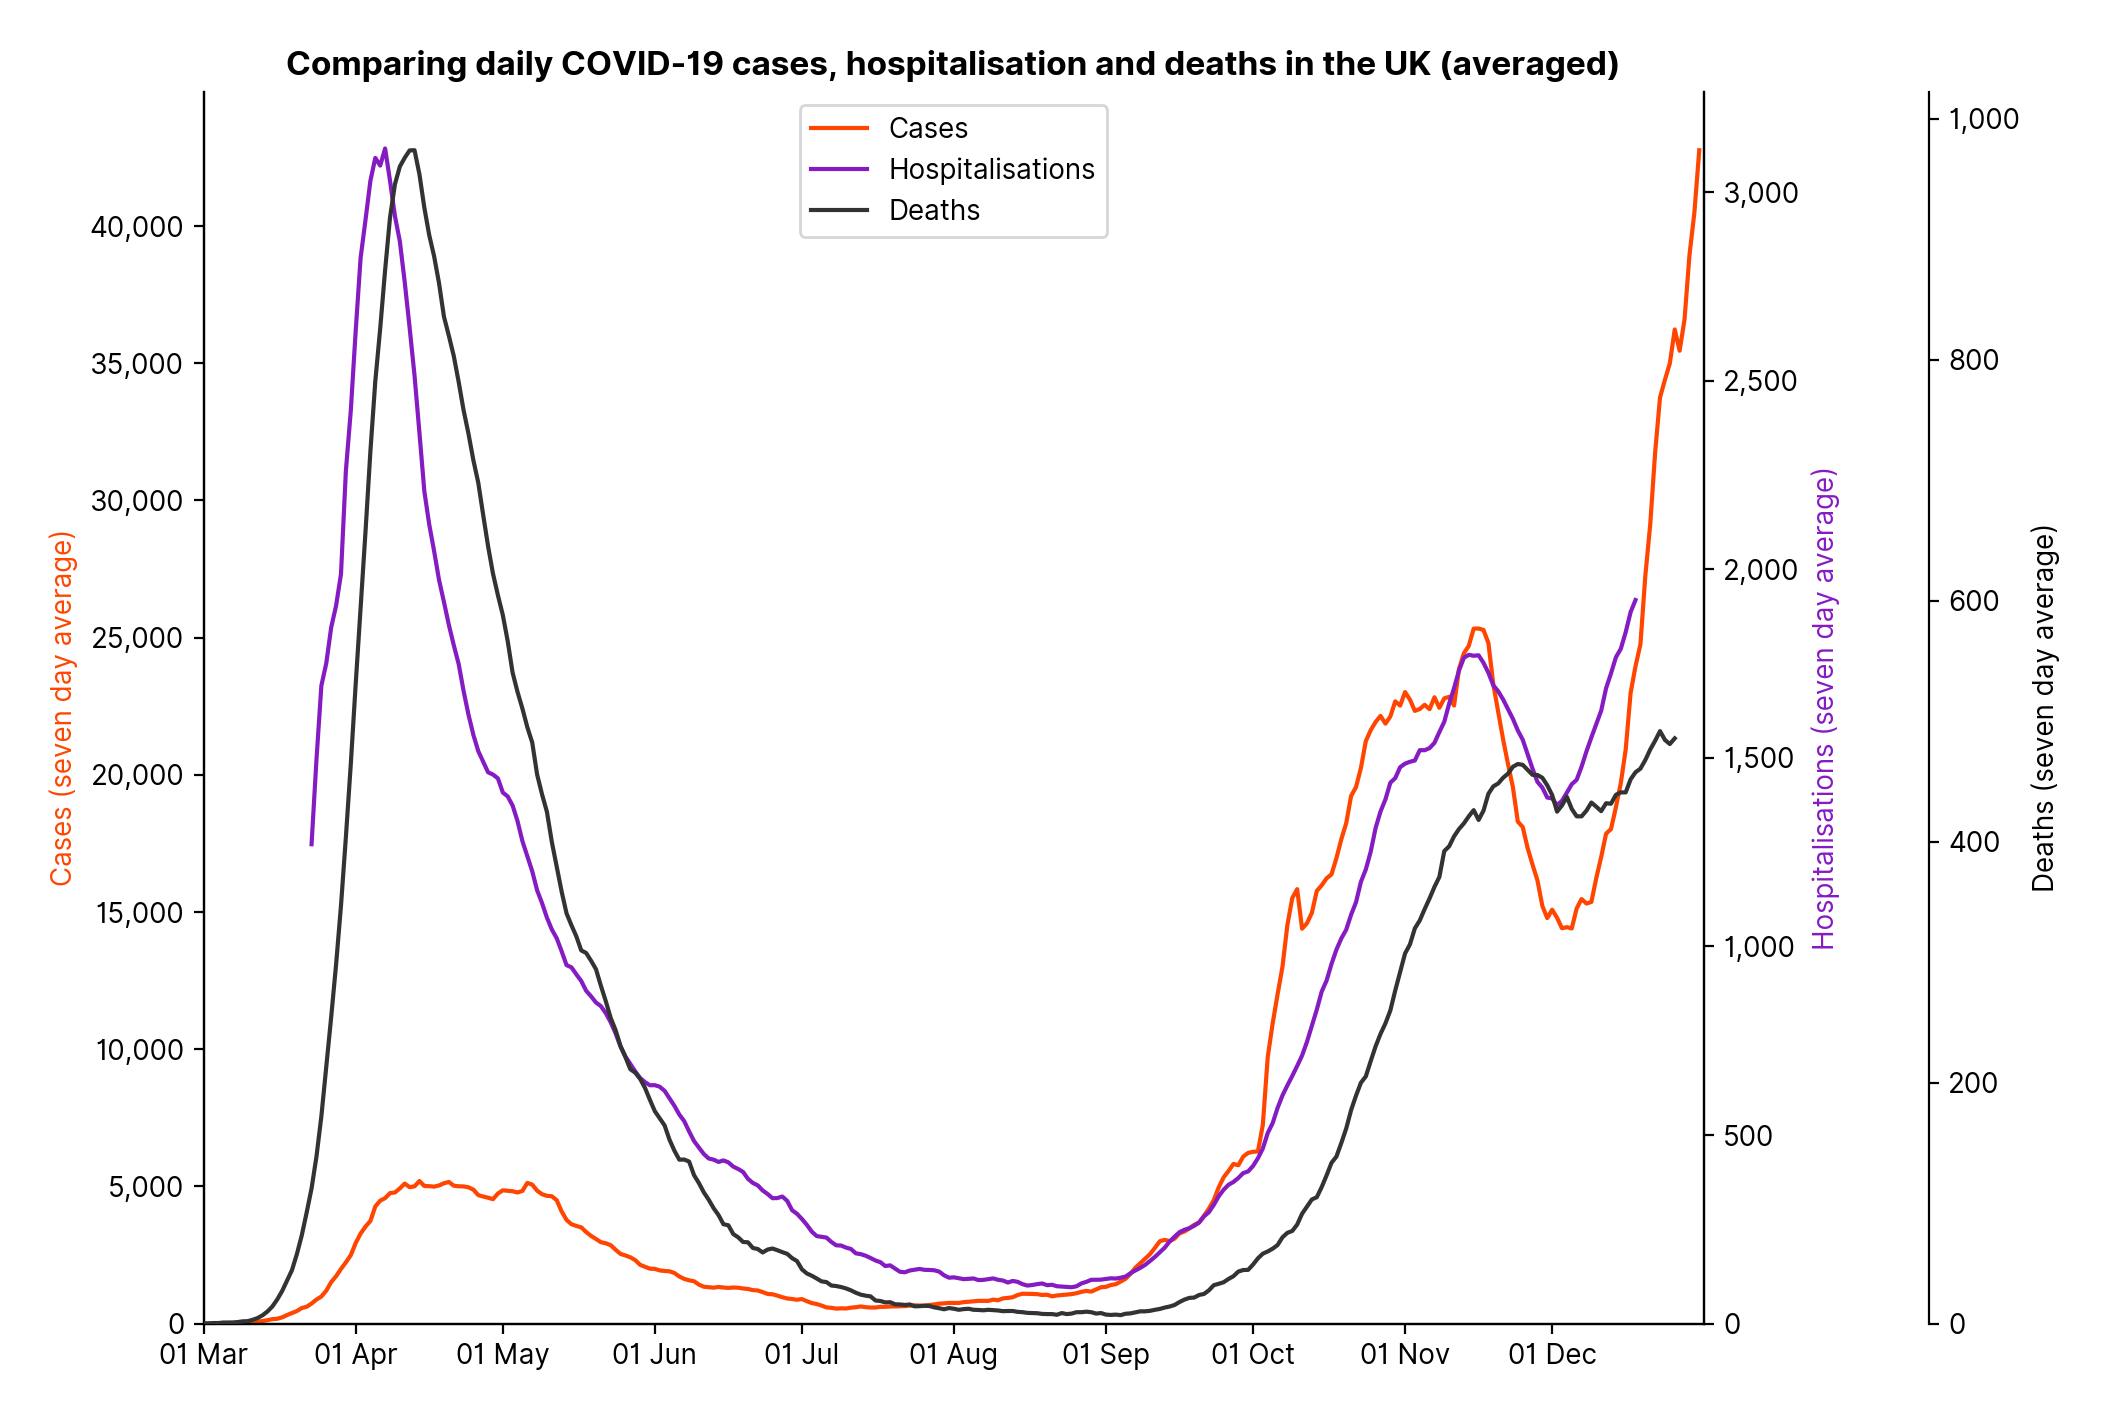 Comparing daily COVID-19 cases, hospitalisation and deaths in the UK (averaged)
Cases
Hospitalisations
Deaths
Cases (seven day average)
40,000
35,000
30,000
25,000
20,000
15,000
10,000
5,000
0
01 Mar
01 Apr
01 May
01 Jun
01 Jul
01 Aug
01 Sep
01 Oct
01 Nov
01 Dec
3,000
2,500
2,000
1,500
1,000
500
0
Hospitalisations (seven day average)
1,000
800
600
400
200
0
Deaths (seven day average)